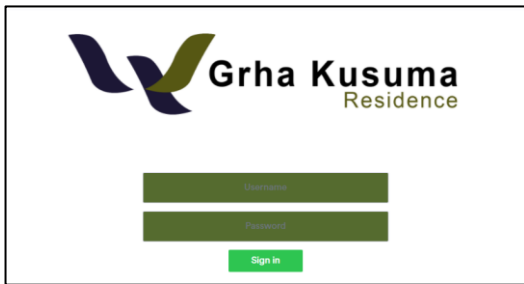 Grha Kusuma
Residence
Username
Password
Sign in